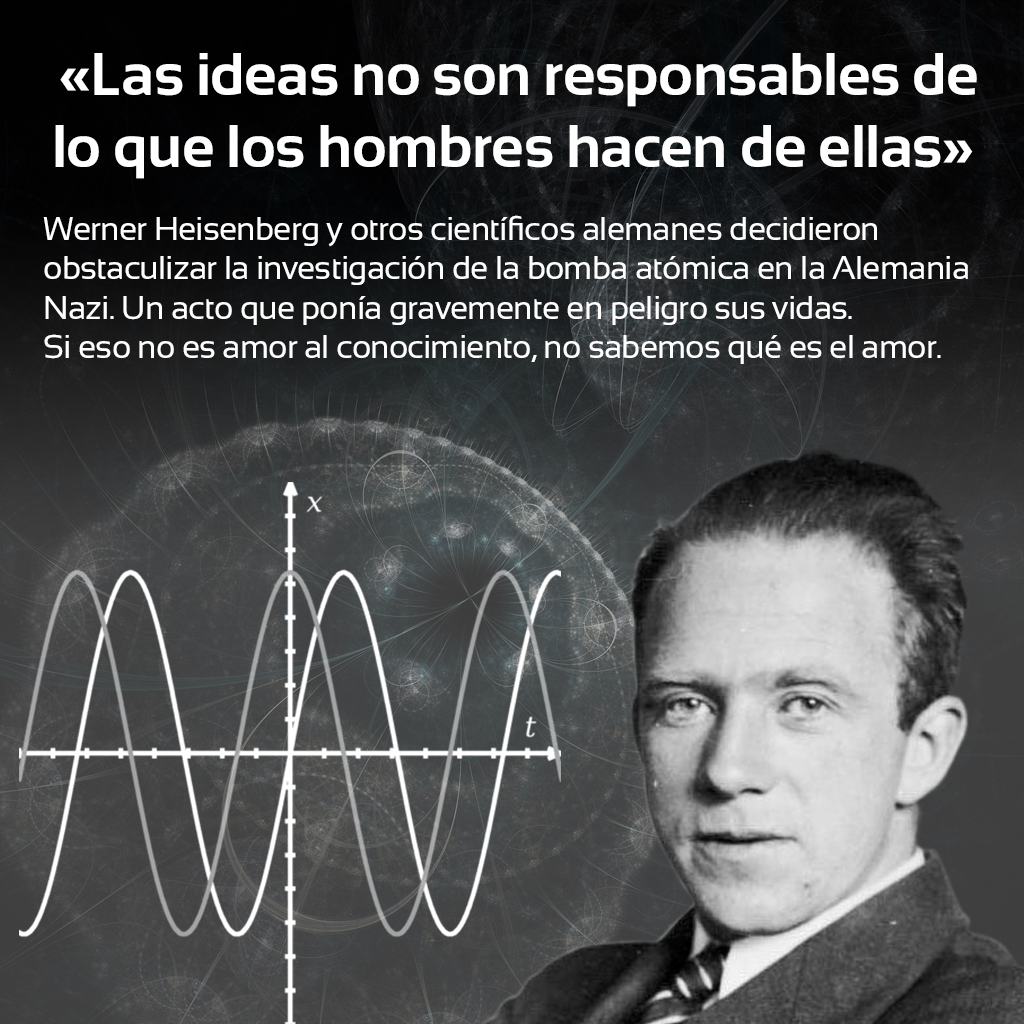 «Las ideas no son responsables de
lo que los hombres hacen de ellas»
Werner Heisenberg y otros científicos alemanes decidieron
obstaculizar la investigación de la bomba atómica en la Alemania
Nazi. Un acto que ponía gravemente en peligro sus vidas.
Si eso no es amor al conocimiento, no sabemos qué es el amor.
x
t